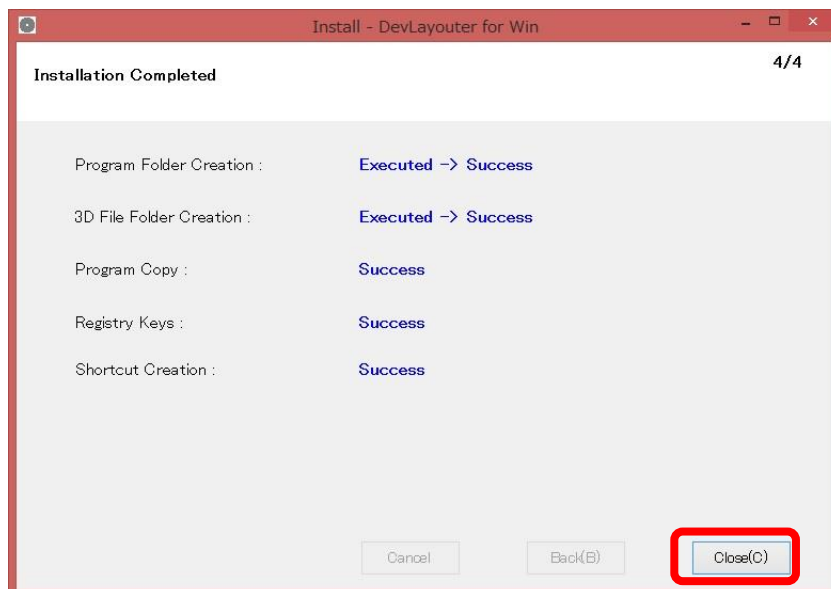 Install - DevLayouter for Win
4/4
Installation Completed
Program Folder Creation : Executed -> Success
3D File Folder Creation : Executed -> Success
Program Copy : Success
Registry Keys : Success
Shortcut Creation : Success
Cancel Back(B) Close(C)